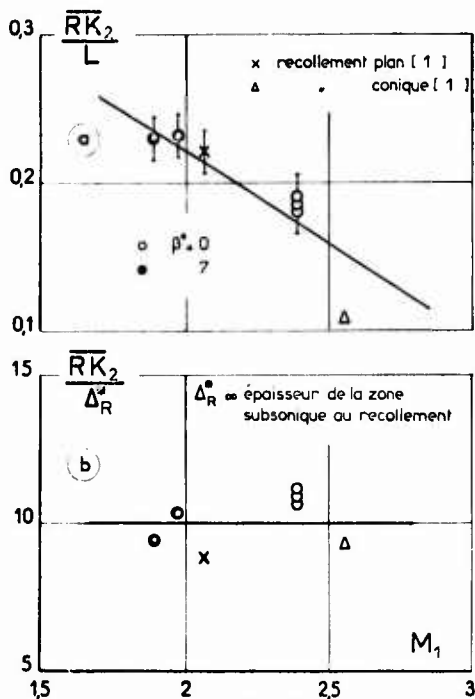 0,3
RK₂
L
x recollement plan [ 1 ]
Δ " conique [ 1 ]
a
0,2
o β* = 0
● 7
0,1
15
RK₂
Δ*R
Δ*R ∞ épaisseur de la zone
subsonique au recollement
b
10
5
M₁
1,5
2
2,5
3